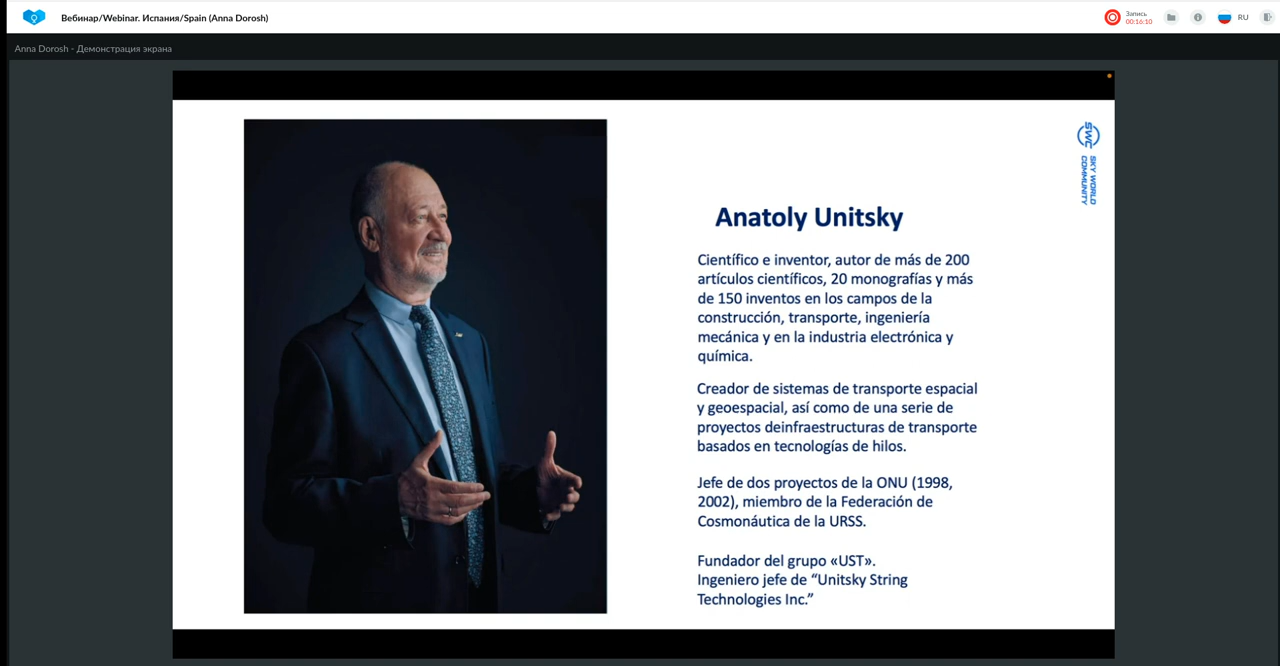 Вебинар/Webinar. Испания/Spain (Anna Dorosh)
Запись
00:16:10
RU
Anna Dorosh - Демонстрация экрана
SWC
SKY WORLD
COMMUNITY
Anatoly Unitsky
Científico e inventor, autor de más de 200
artículos científicos, 20 monografías y más
de 150 inventos en los campos de la
construcción, transporte, ingeniería
mecánica y en la industria electrónica y
química.
Creador de sistemas de transporte espacial
y geoespacial, así como de una serie de
proyectos deinfraestructuras de transporte
basados en tecnologías de hilos.
Jefe de dos proyectos de la ONU (1998,
2002), miembro de la Federación de
Cosmonáutica de la URSS.
Fundador del grupo «UST».
Ingeniero jefe de “Unitsky String
Technologies Inc.”